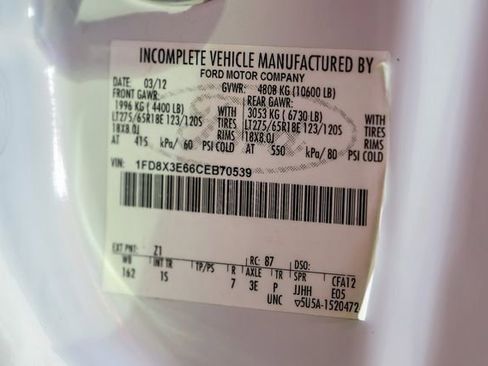 INCOMPLETE VEHICLE MANUFACTURED BY
FORD MOTOR COMPANY
DATE: 03/12 GVWR: 4808 KG (10600 LB)
FRONT GAWR: REAR GAWR:
1996 KG (4400 LB) WITH 3053 KG (6730 LB) WITH
LT275/65R18E 123/120S TIRES LT275/65R18E 123/120S TIRES
18X8.0J RIMS 18X8.0J RIMS
AT 415 kPa/ 60 PSI COLD AT 550 kPa/ 80 PSI COLD
VIN: 1FD8X3E66CEB70539
EXT PNT: Z1 RC: 87 DSO:
WB INT TR TP/PS R AXLE TR SPR CFA12
162 1S 7 3E P JJHH E05
UNC 5U5A-1520472